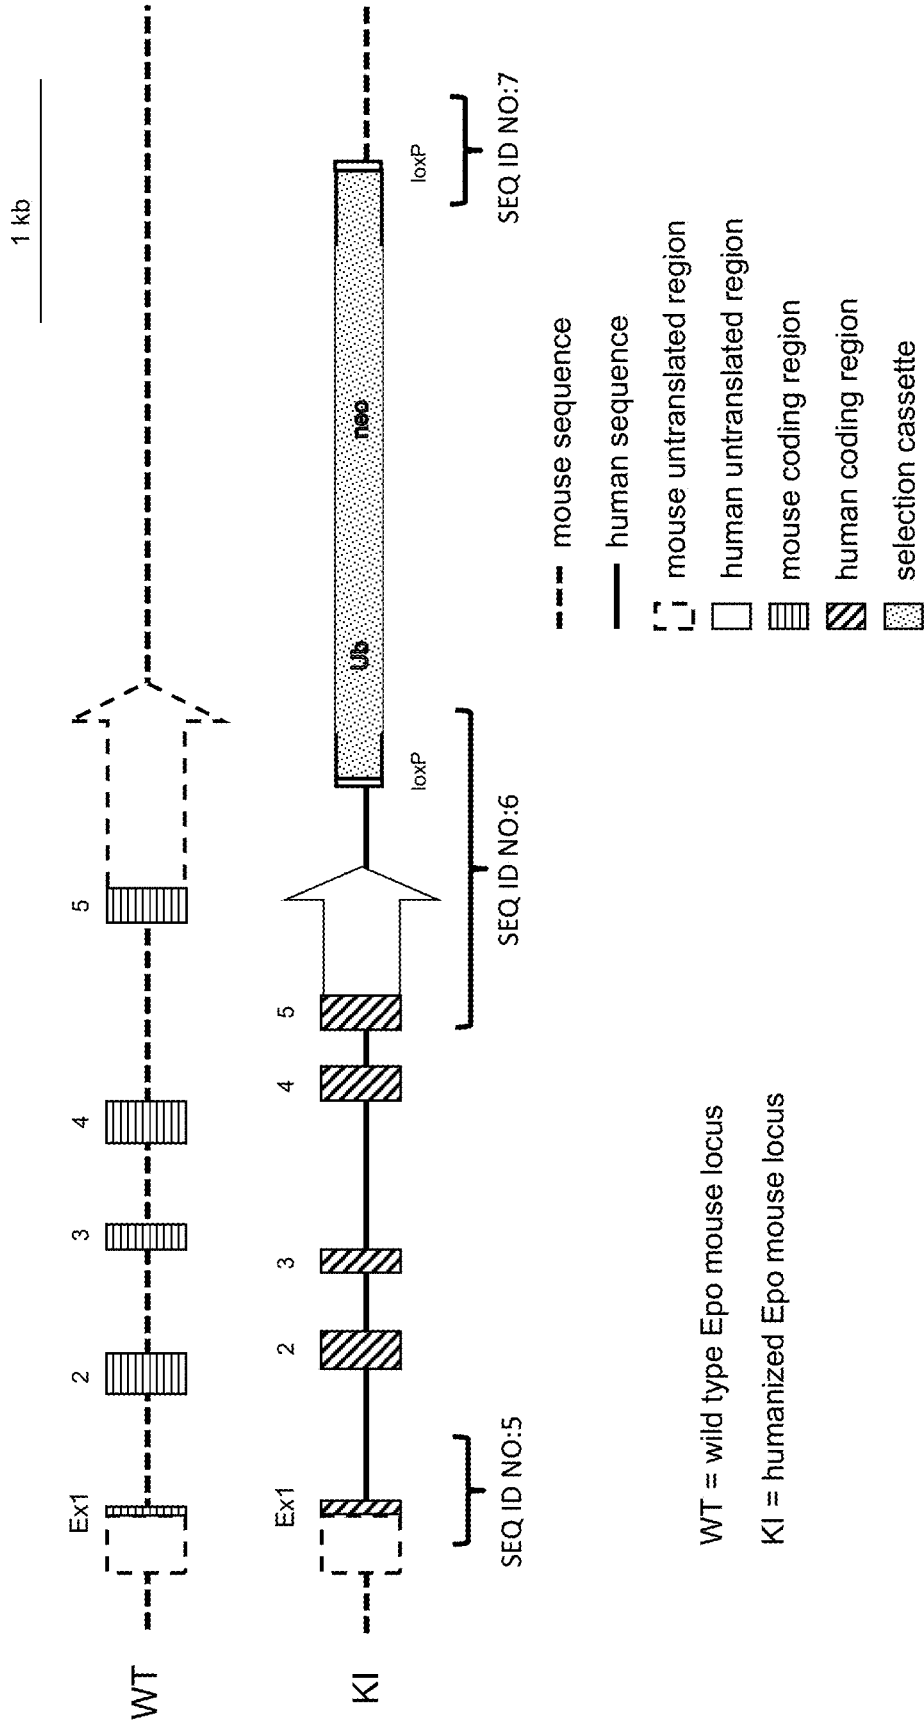 1 kb
WT
Ex1 2 3 4 5
KI
Ex1 2 3 4 5
Ub neo
loxP loxP
SEQ ID NO:5 SEQ ID NO:6 SEQ ID NO:7
WT = wild type Epo mouse locus
KI = humanized Epo mouse locus
mouse sequence
human sequence
mouse untranslated region
human untranslated region
mouse coding region
human coding region
selection cassette